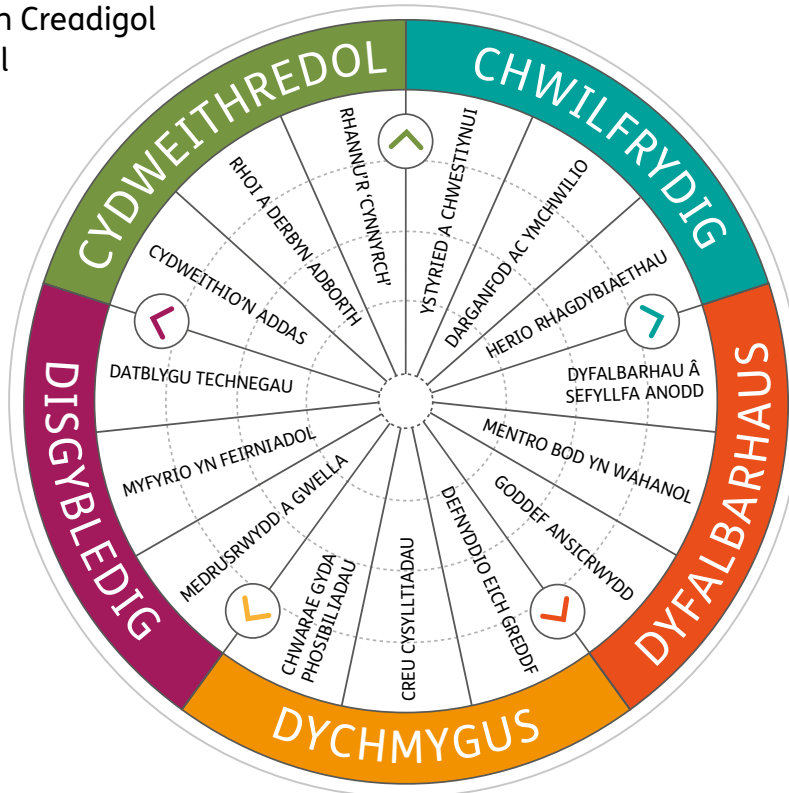 n Creadigol
l
CHWILFRYDIG
YSTYRIED A CHWESTIYNUI
DARGANFOD AC YMCHWILIO
HERIO RHAGDYBIAETHAU
DYFALBARHAUS
DYFALBARHAU Â
SEFYLLFA ANODD
MENTRO BOD YN WAHANOL
GODDEF ANSICRWYDD
DYCHMYGUS
DEFNYDDIO EICH GREDDF
CREU CYSYLLTIADAU
CHWARAE GYDA
PHOSIBILIADAU
DISGYBLEDIG
MEDRUSRWYDD A GWELLA
MYFYRIO YN FEIRNIADOL
DATBLYGU TECHNEGAU
CYDWEITHREDOL
CYDWEITHIO'N ADDAS
RHOI A DERBYN ADBORTH
RHANNU'R ‘CYNNYRCH’